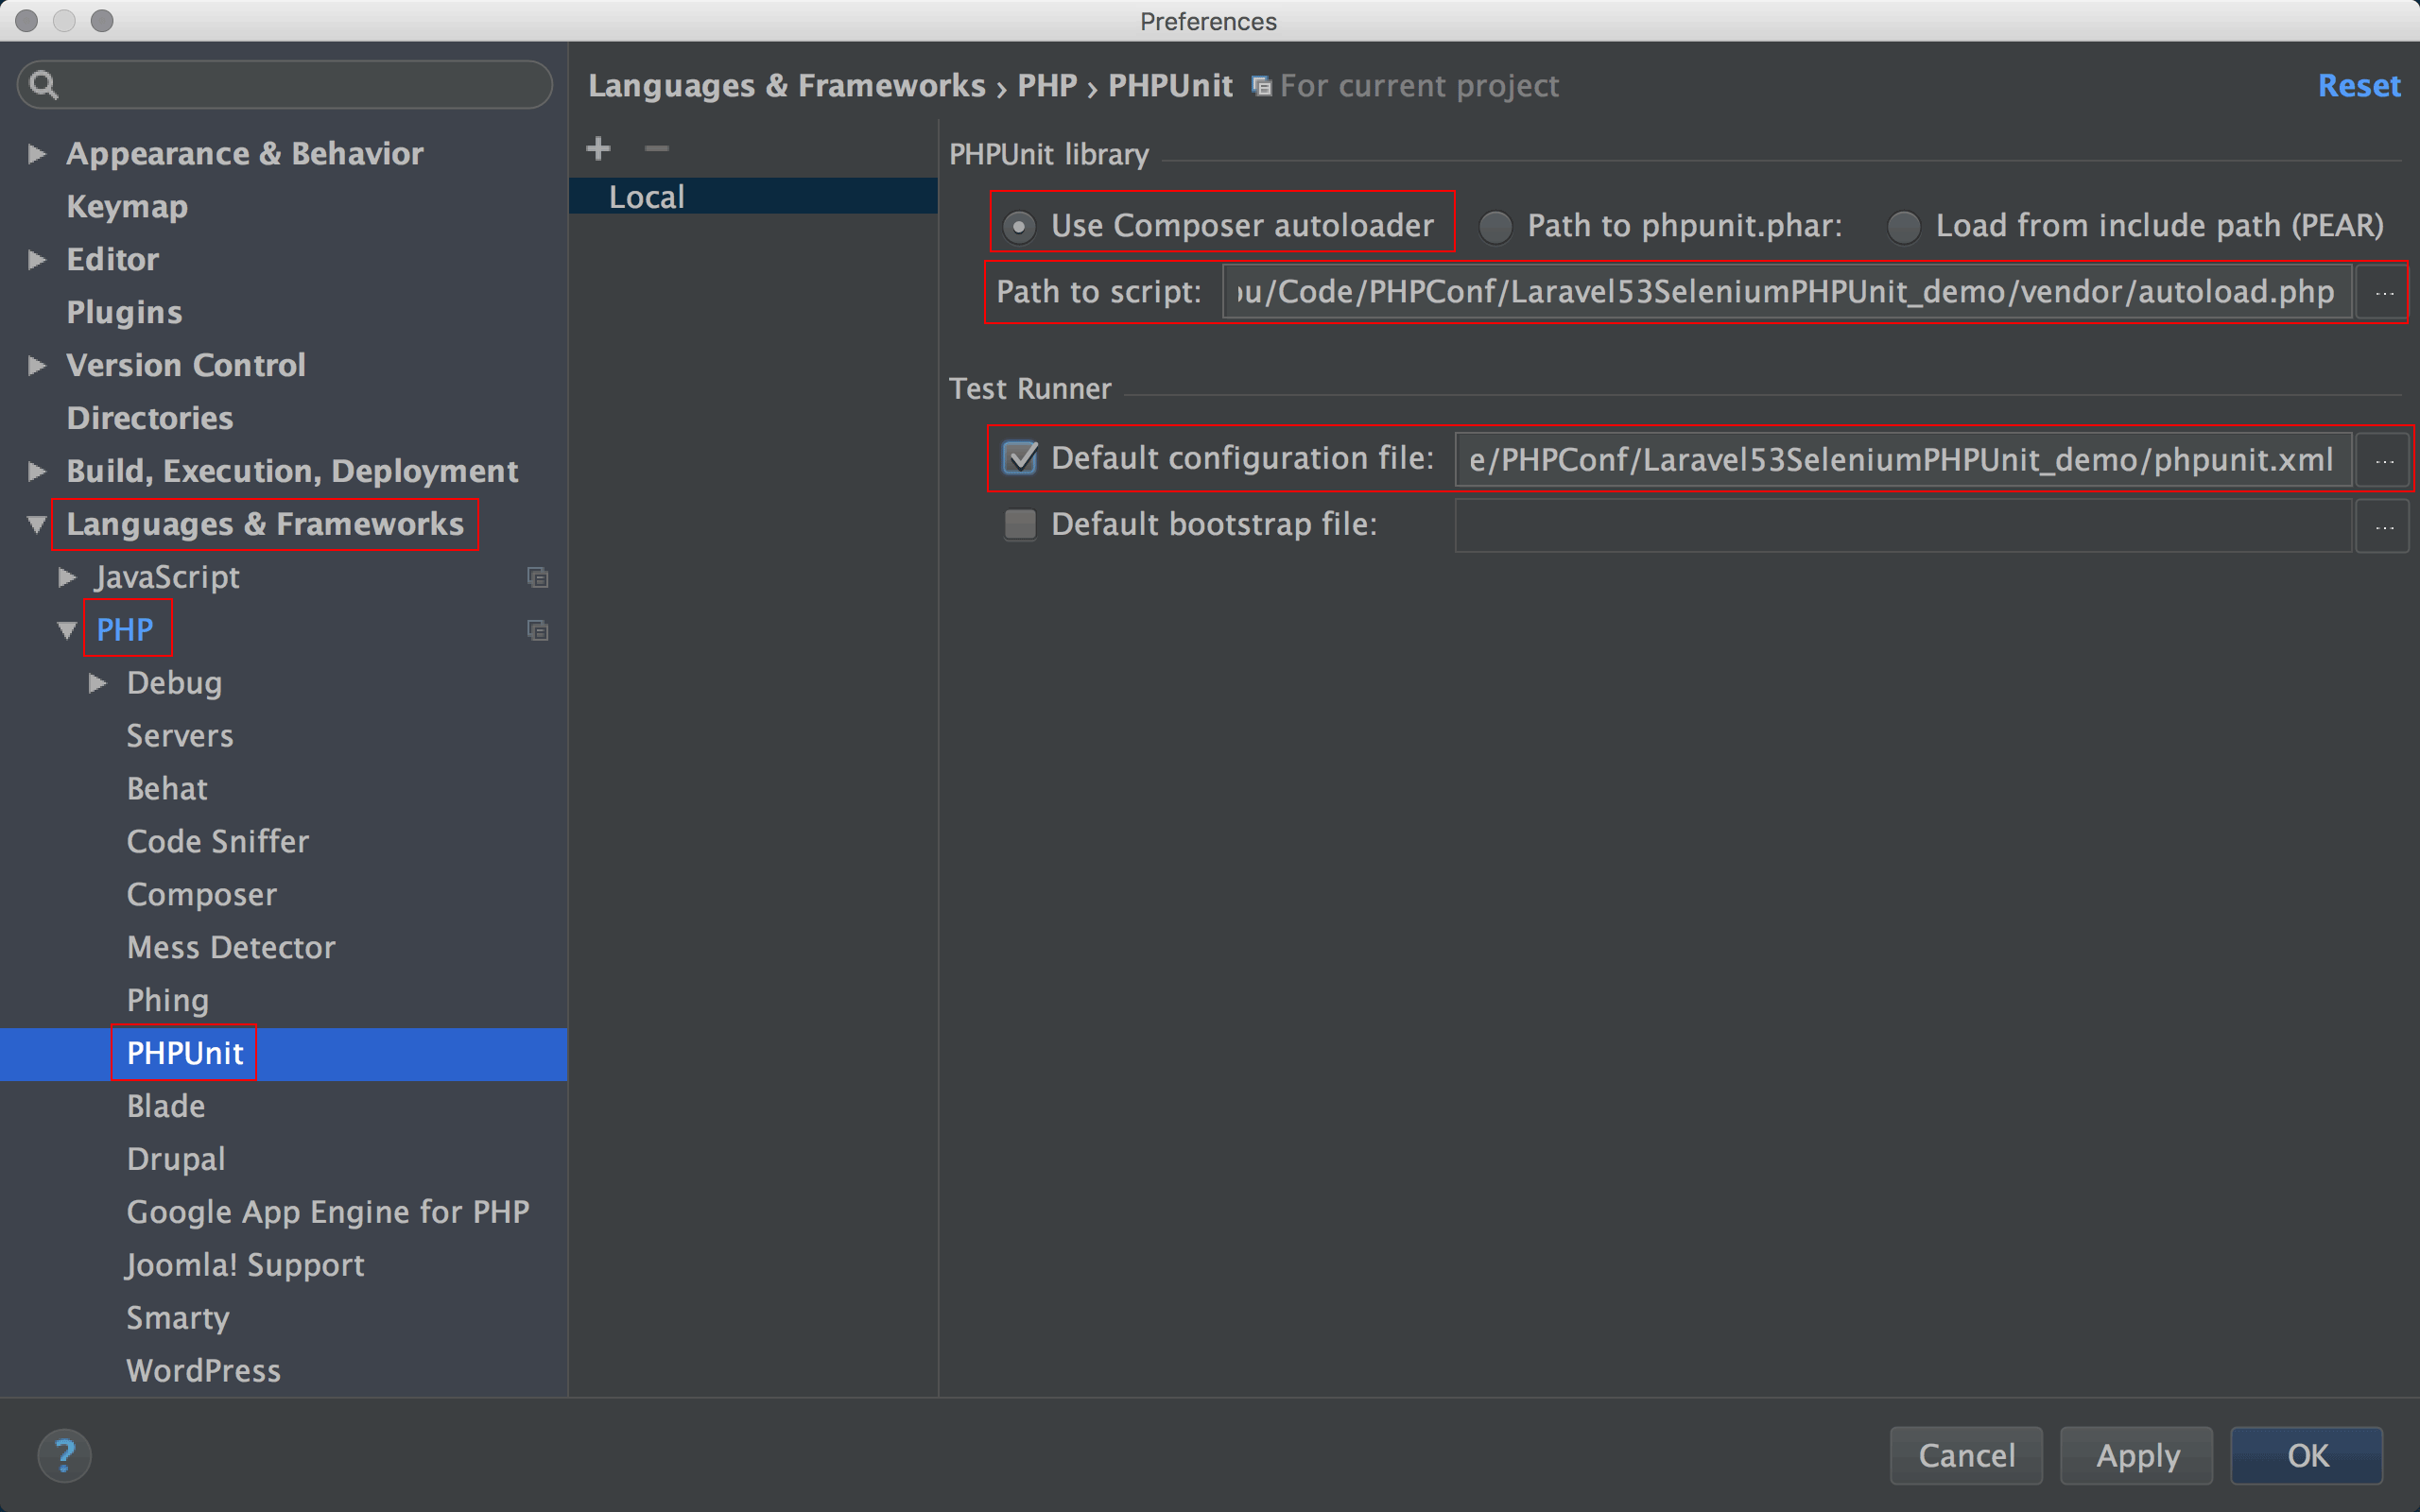 Preferences
Appearance & Behavior
Keymap
Editor
Plugins
Version Control
Directories
Build, Execution, Deployment
Languages & Frameworks
JavaScript
PHP
Debug
Servers
Behat
Code Sniffer
Composer
Mess Detector
Phing
PHPUnit
Blade
Drupal
Google App Engine for PHP
Joomla! Support
Smarty
WordPress
Languages & Frameworks › PHP › PHPUnit For current project
Reset
Local
PHPUnit library
Use Composer autoloader Path to phpunit.phar: Load from include path (PEAR)
Path to script: ou/Code/PHPConf/Laravel53SeleniumPHPUnit_demo/vendor/autoload.php ...
Test Runner
Default configuration file: e/PHPConf/Laravel53SeleniumPHPUnit_demo/phpunit.xml ...
Default bootstrap file: ...
? Cancel Apply OK